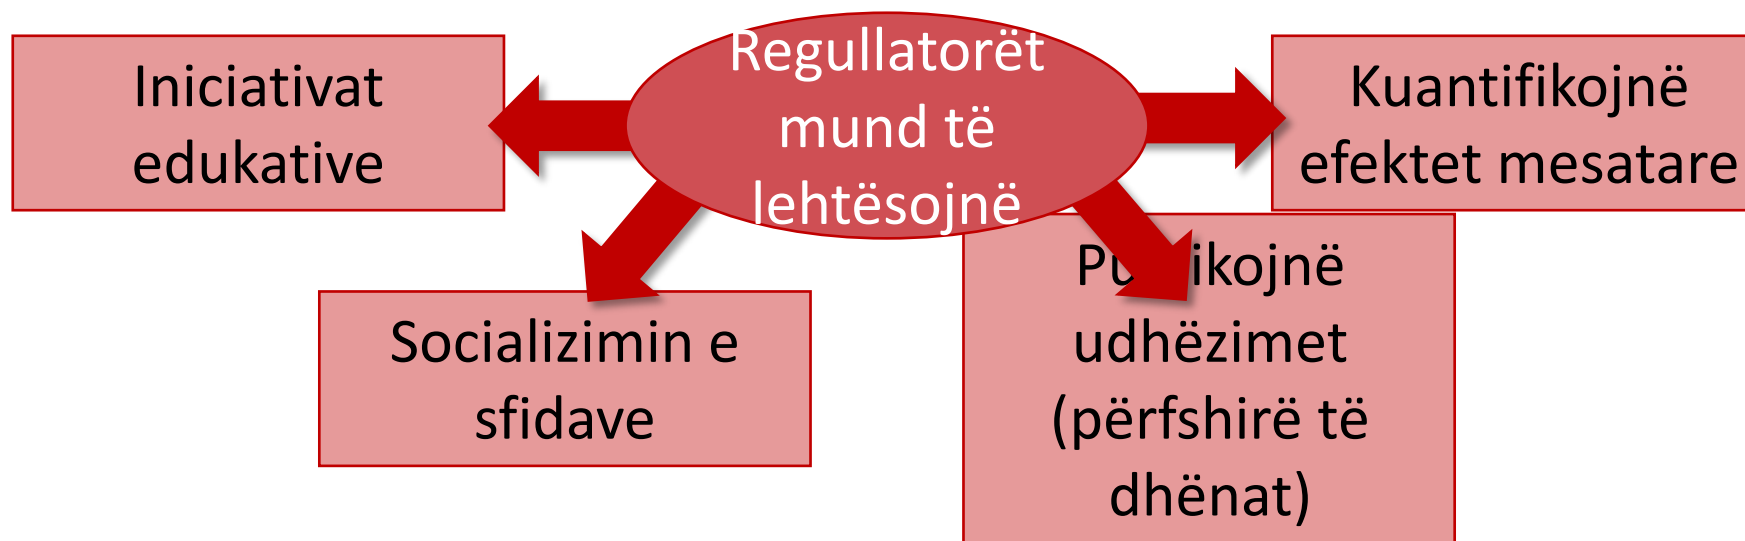 Regullatorët
mund të
lehtësojnë
Iniciativat
edukative
Socializimin e
sfidave
udhëzimet
(përfshirë të
dhënat)
Kuantifikojnë
efektet mesatare